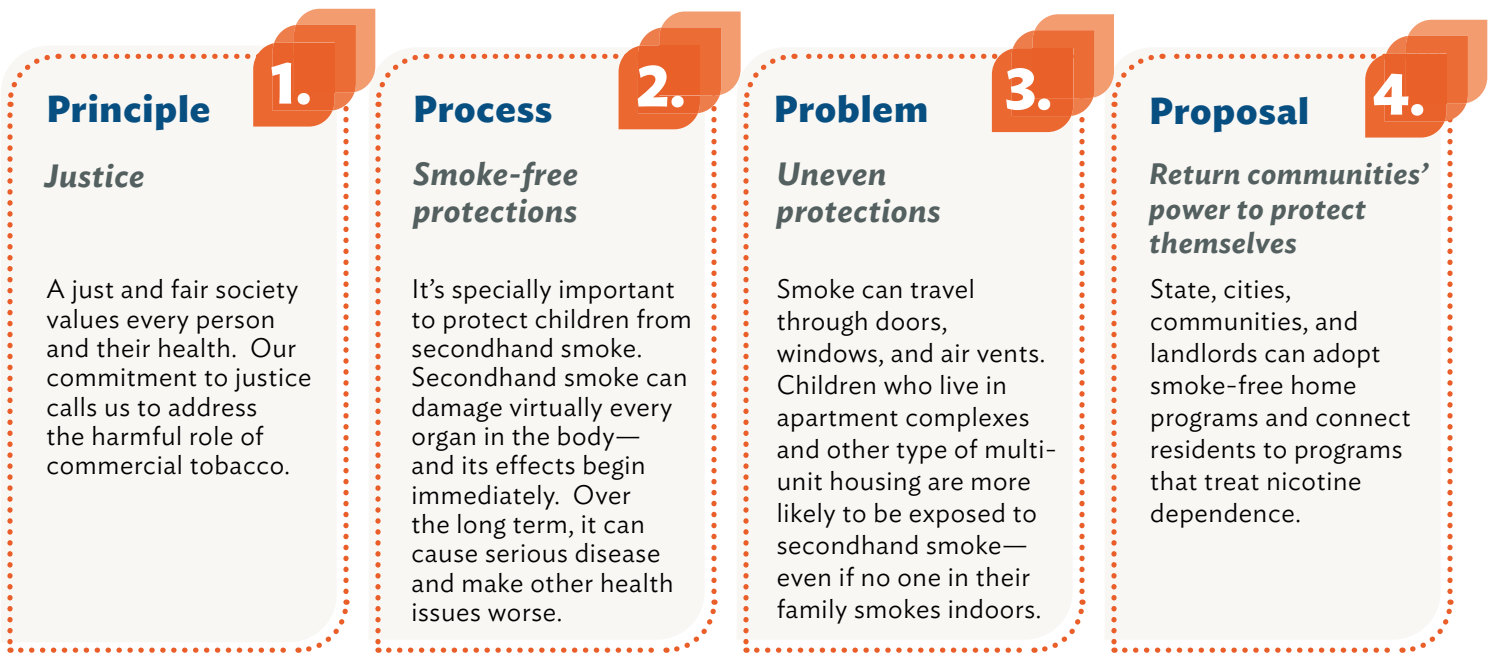 1.
Principle
Justice
A just and fair society
values every person
and their health.  Our
commitment to justice
calls us to address
the harmful role of
commercial tobacco.
2.
Process
Smoke-free
protections
It’s specially important
to protect children from
secondhand smoke.
Secondhand smoke can
damage virtually every
organ in the body—
and its effects begin
immediately.  Over
the long term, it can
cause serious disease
and make other health
issues worse.
3.
Problem
Uneven
protections
Smoke can travel
through doors,
windows, and air vents.
Children who live in
apartment complexes
and other type of multi-
unit housing are more
likely to be exposed to
secondhand smoke—
even if no one in their
family smokes indoors.
4.
Proposal
Return communities’
power to protect
themselves
State, cities,
communities, and
landlords can adopt
smoke-free home
programs and connect
residents to programs
that treat nicotine
dependence.